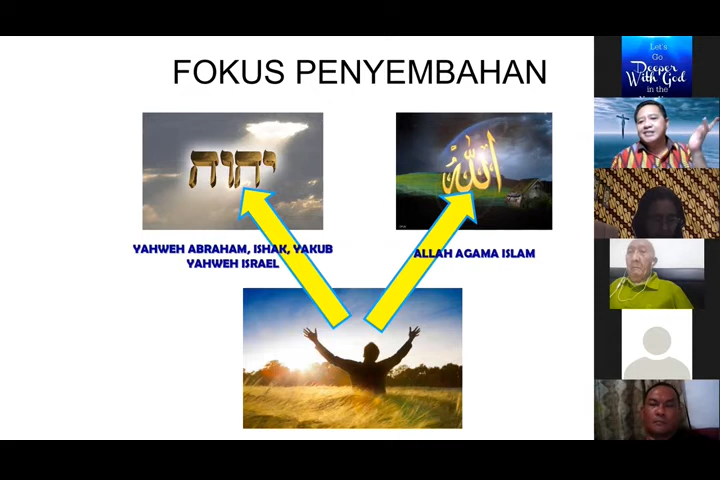 FOKUS PENYEMBAHAN
יהוה
الله
YAHWEH ABRAHAM, ISHAK, YAKUB
YAHWEH ISRAEL
ALLAH AGAMA ISLAM
Let's
Go
Deeper
With God
in the